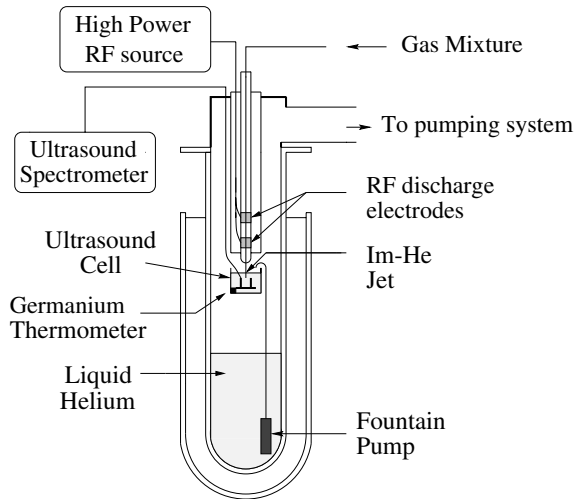 High Power
RF source
Gas Mixture
To pumping system
Ultrasound
Spectrometer
RF discharge
electrodes
Ultrasound
Cell
Im-He
Jet
Germanium
Thermometer
Liquid
Helium
Fountain
Pump